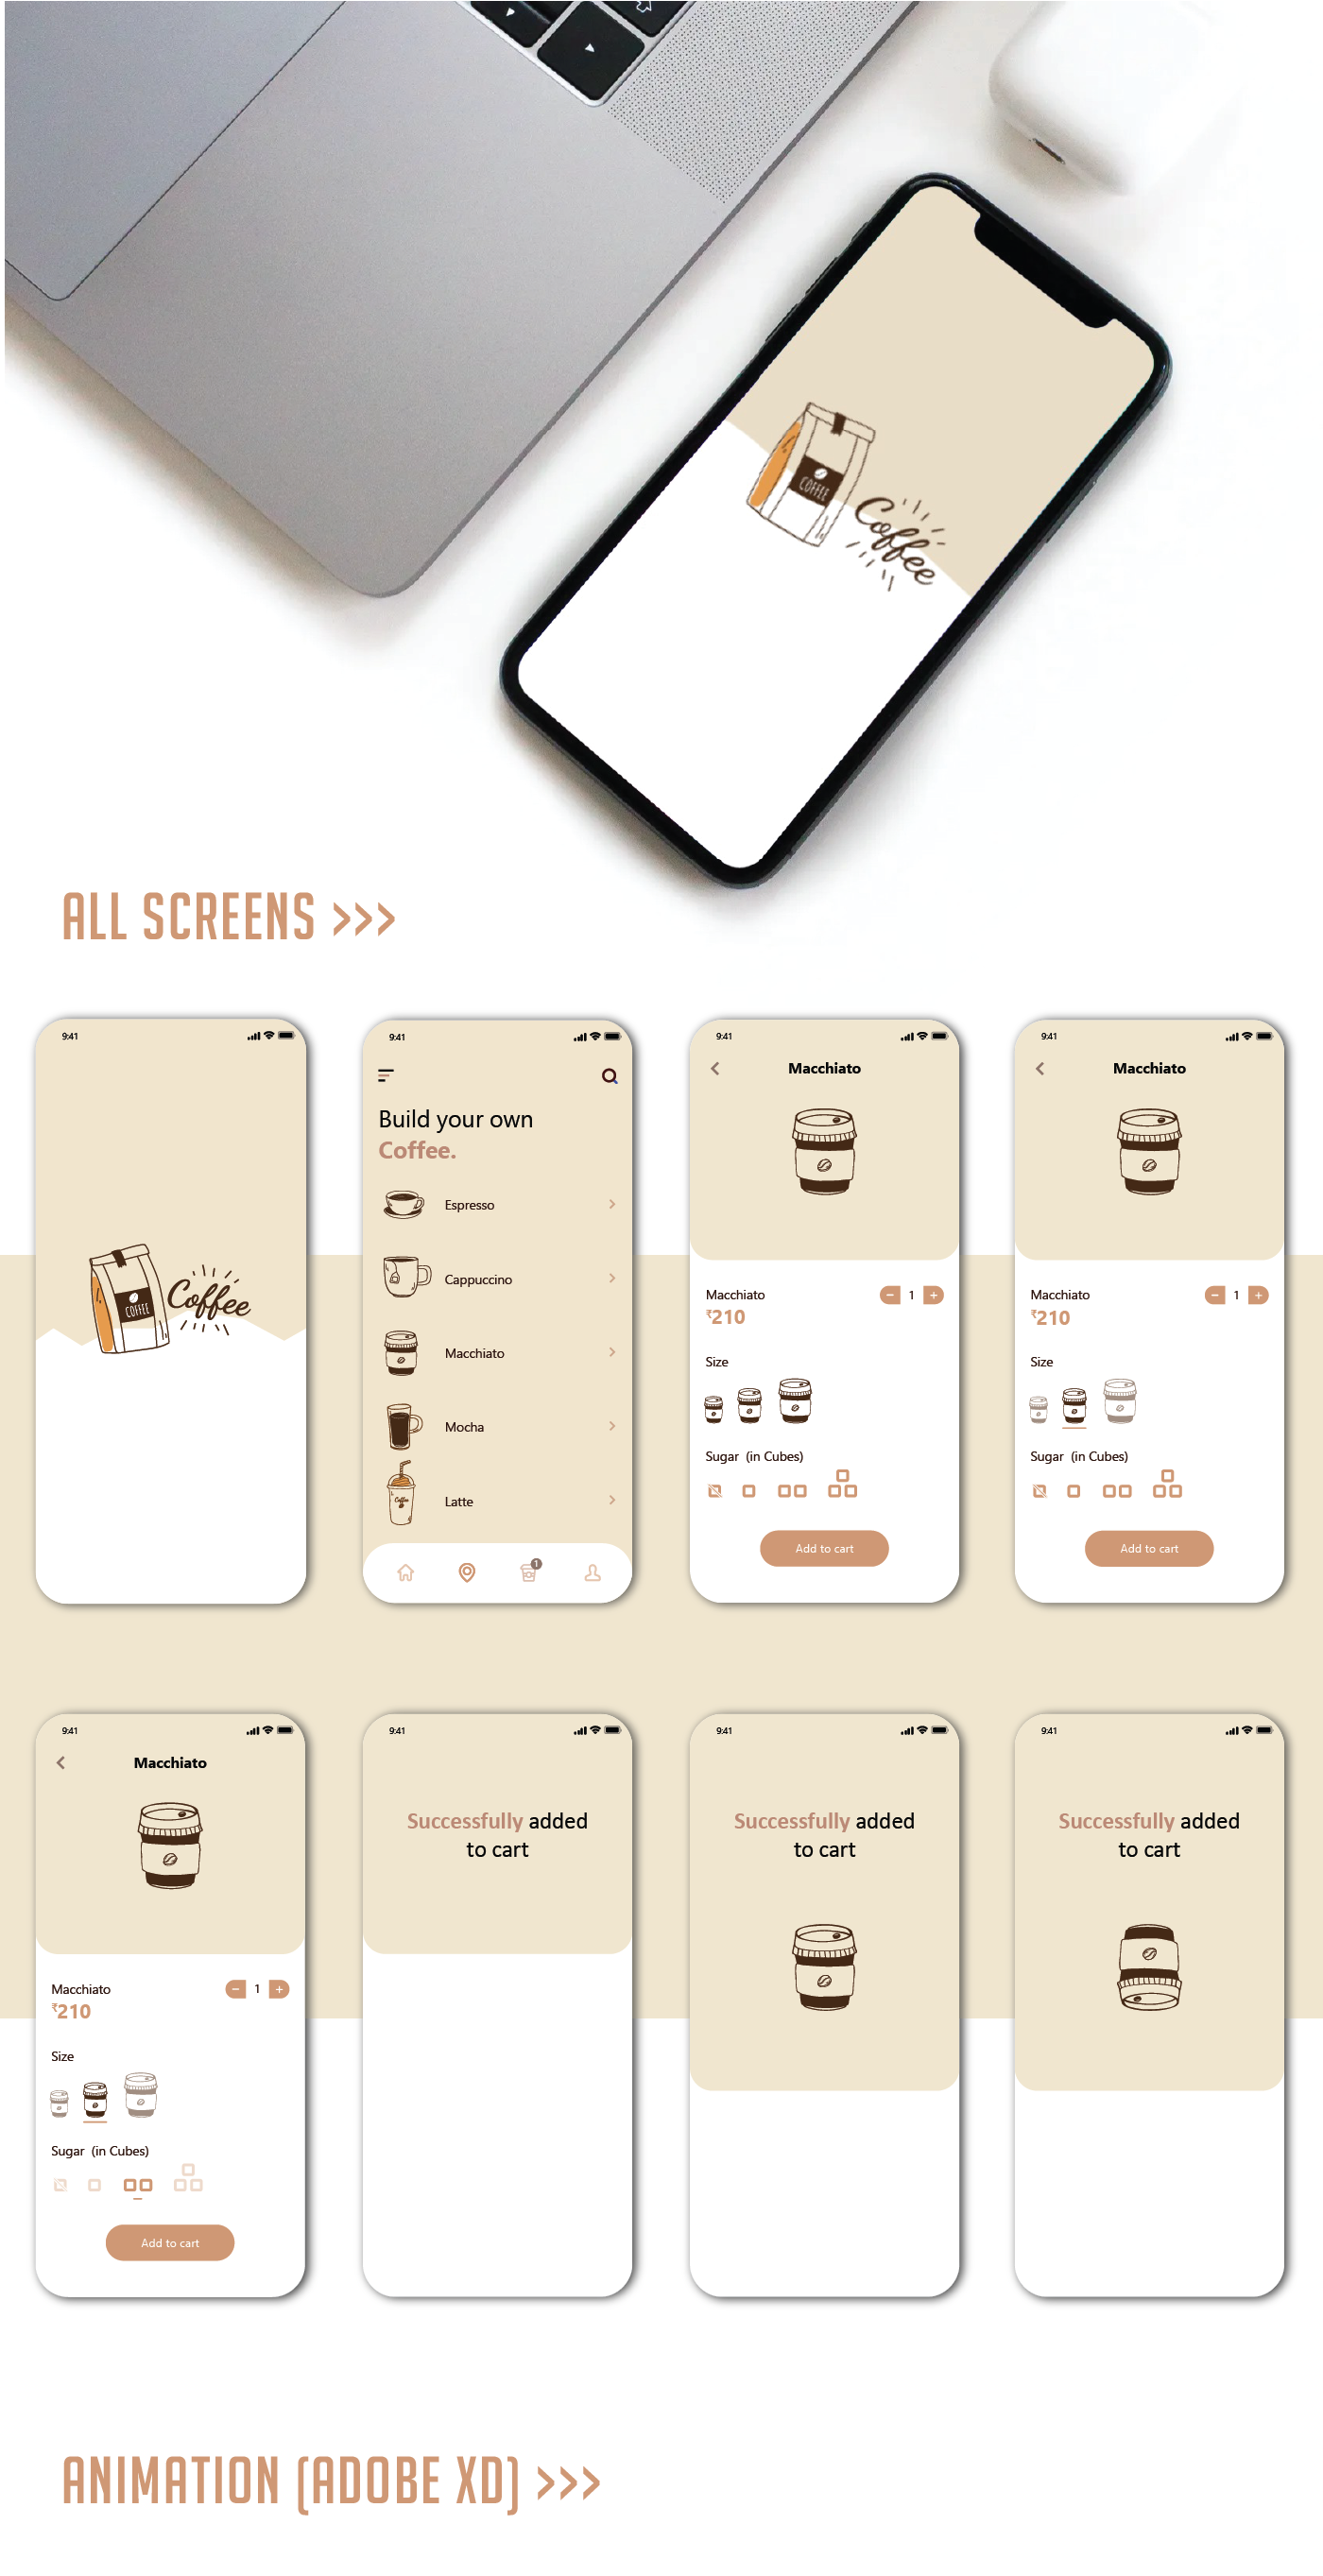 COFFEE
Coffee
ALL SCREENS >>>
9:41
COFFEE
Coffee
9:41
Build your own
Coffee.
Espresso
Cappuccino
Macchiato
Mocha
Coffee
Latte
1
9:41
Macchiato
Macchiato
- 1 +
₹210
Size
Sugar (in Cubes)
Add to cart
9:41
Macchiato
Macchiato
- 1 +
₹210
Size
Sugar (in Cubes)
Add to cart
9:41
Macchiato
Macchiato
- 1 +
₹210
Size
Sugar (in Cubes)
Add to cart
9:41
Successfully added
to cart
9:41
Successfully added
to cart
9:41
Successfully added
to cart
ANIMATION (ADOBE XD) >>>